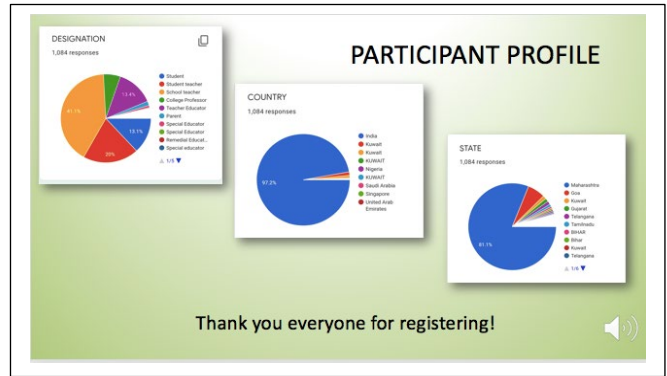 PARTICIPANT PROFILE
DESIGNATION
1,084 responses
41.1%
13.4%
13.1%
20%
Student
Student teacher
School teacher
College Professor
Teacher Educator
Parent
Special Educator
Special Educator
Remedial Educat...
Special educator
1/5
COUNTRY
1,084 responses
97.2%
India
Kuwait
Kuwait
KUWAIT
Nigeria
KUWAIT
Saudi Arabia
Singapore
United Arab
Emirates
STATE
1,084 responses
81.1%
Maharashtra
Goa
Kuwait
Gujarat
Telangana
Tamilnadu
BIHAR
Bihar
Kuwait
Telangana
1/6
Thank you everyone for registering!